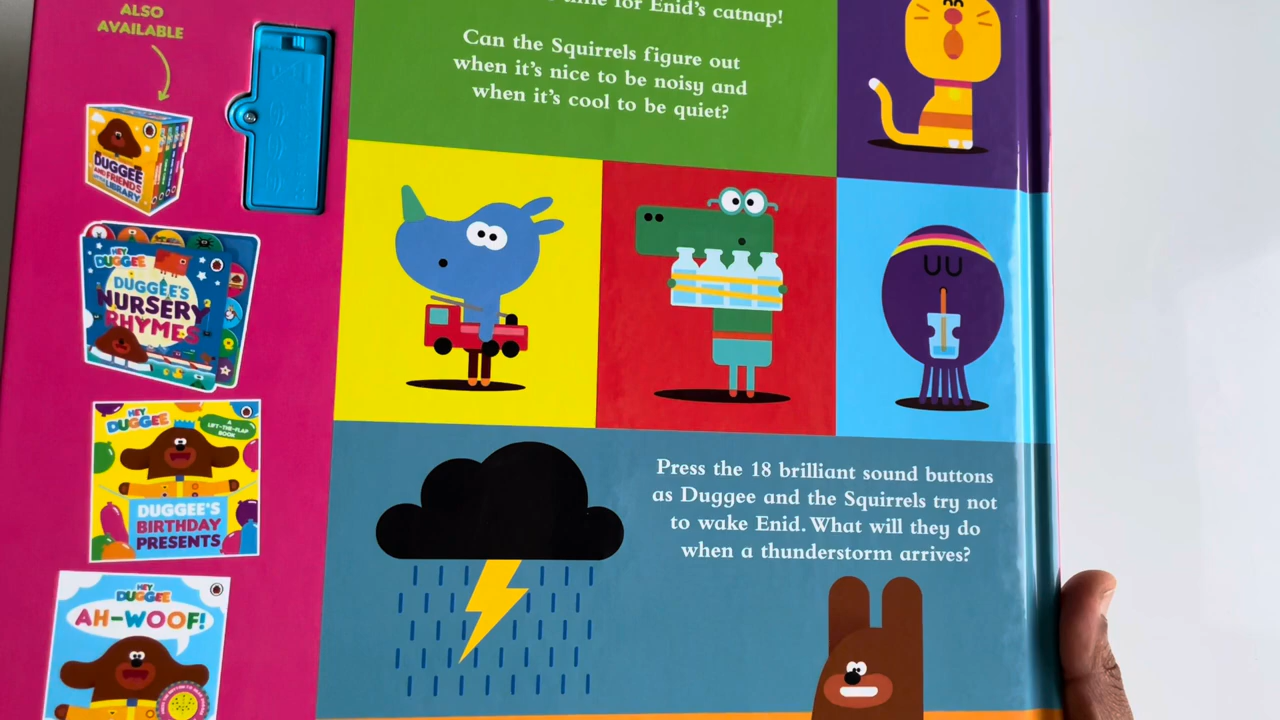 ALSO
AVAILABLE
DUGGEE
AND FRIENDS
LIBRARY
HEY
DUGGEE
DUGGEE'S
NURSERY
RHYMES
HEY
DUGGEE
A
LIFT-THE-FLAP
BOOK
DUGGEE'S
BIRTHDAY
PRESENTS
HEY
DUGGEE
AH-WOOF!
time for Enid's catnap!
Can the Squirrels figure out
when it's nice to be noisy and
when it's cool to be quiet?
Press the 18 brilliant sound buttons
as Duggee and the Squirrels try not
to wake Enid. What will they do
when a thunderstorm arrives?